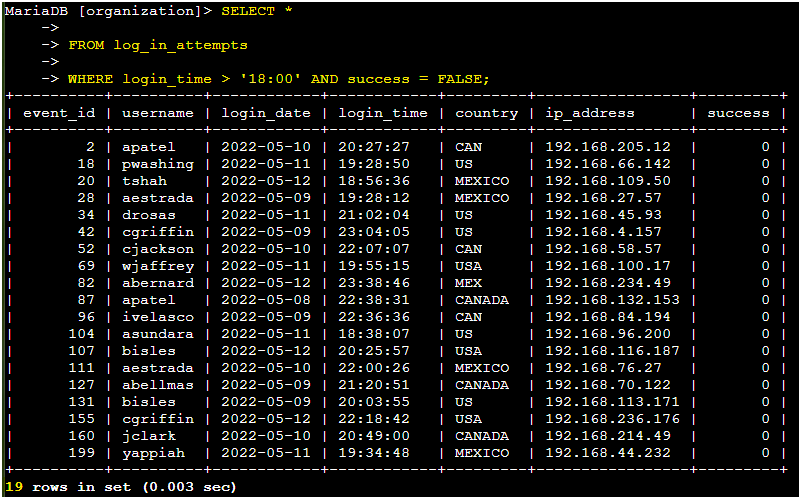 MariaDB [organization]> SELECT *
    ->
    -> FROM log_in_attempts
    ->
    -> WHERE login_time > '18:00' AND success = FALSE;
+----------+----------+------------+------------+---------+-----------------+---------+
| event_id | username | login_date | login_time | country | ip_address      | success |
+----------+----------+------------+------------+---------+-----------------+---------+
|        2 | apatel   | 2022-05-10 | 20:27:27   | CAN     | 192.168.205.12  |       0 |
|       18 | pwashing | 2022-05-11 | 19:28:50   | US      | 192.168.66.142  |       0 |
|       20 | tshah    | 2022-05-12 | 18:56:36   | MEXICO  | 192.168.109.50  |       0 |
|       28 | aestrada | 2022-05-09 | 19:28:12   | MEXICO  | 192.168.27.57   |       0 |
|       34 | drosas   | 2022-05-11 | 21:02:04   | US      | 192.168.45.93   |       0 |
|       42 | cgriffin | 2022-05-09 | 23:04:05   | US      | 192.168.4.157   |       0 |
|       52 | cjackson | 2022-05-10 | 22:07:07   | CAN     | 192.168.58.57   |       0 |
|       69 | wjaffrey | 2022-05-11 | 19:55:15   | USA     | 192.168.100.17  |       0 |
|       82 | abernard | 2022-05-12 | 23:38:46   | MEX     | 192.168.234.49  |       0 |
|       87 | apatel   | 2022-05-08 | 22:38:31   | CANADA  | 192.168.132.153 |       0 |
|       96 | ivelasco | 2022-05-09 | 22:36:36   | CAN     | 192.168.84.194  |       0 |
|      104 | asundara | 2022-05-11 | 18:38:07   | US      | 192.168.96.200  |       0 |
|      107 | bisles   | 2022-05-12 | 20:25:57   | USA     | 192.168.116.187 |       0 |
|      111 | aestrada | 2022-05-10 | 22:00:26   | MEXICO  | 192.168.76.27   |       0 |
|      127 | abellmas | 2022-05-09 | 21:20:51   | CANADA  | 192.168.70.122  |       0 |
|      131 | bisles   | 2022-05-09 | 20:03:55   | US      | 192.168.113.171 |       0 |
|      155 | cgriffin | 2022-05-12 | 22:18:42   | USA     | 192.168.236.176 |       0 |
|      160 | jclark   | 2022-05-10 | 20:49:00   | CANADA  | 192.168.214.49  |       0 |
|      199 | yappiah  | 2022-05-11 | 19:34:48   | MEXICO  | 192.168.44.232  |       0 |
+----------+----------+------------+------------+---------+-----------------+---------+
19 rows in set (0.003 sec)